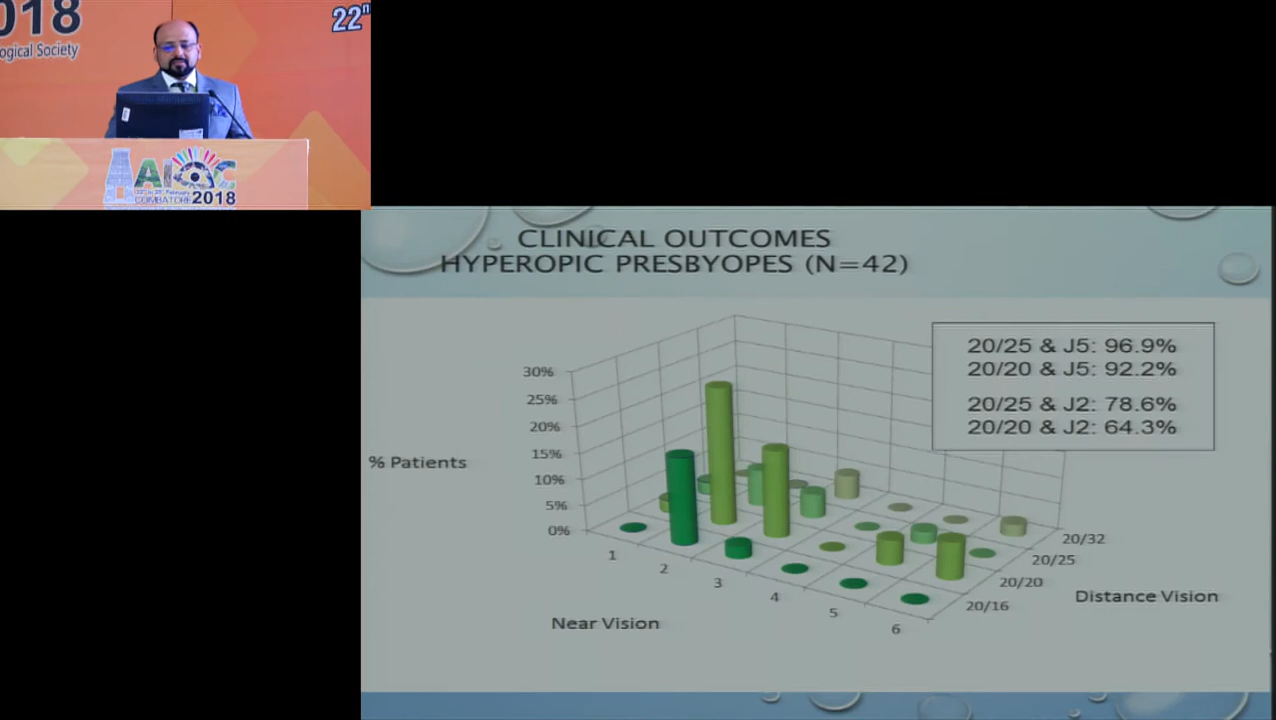 2018
22
ogical Society
AIOC
COIMBATORE 2018
CLINICAL OUTCOMES
HYPEROPIC PRESBYOPES (N=42)
20/25 & J5: 96.9%
20/20 & J5: 92.2%
20/25 & J2: 78.6%
20/20 & J2: 64.3%
% Patients
30%
25%
20%
15%
10%
5%
0%
1
2
3
4
5
6
Near Vision
20/16
20/20
20/25
20/32
Distance Vision